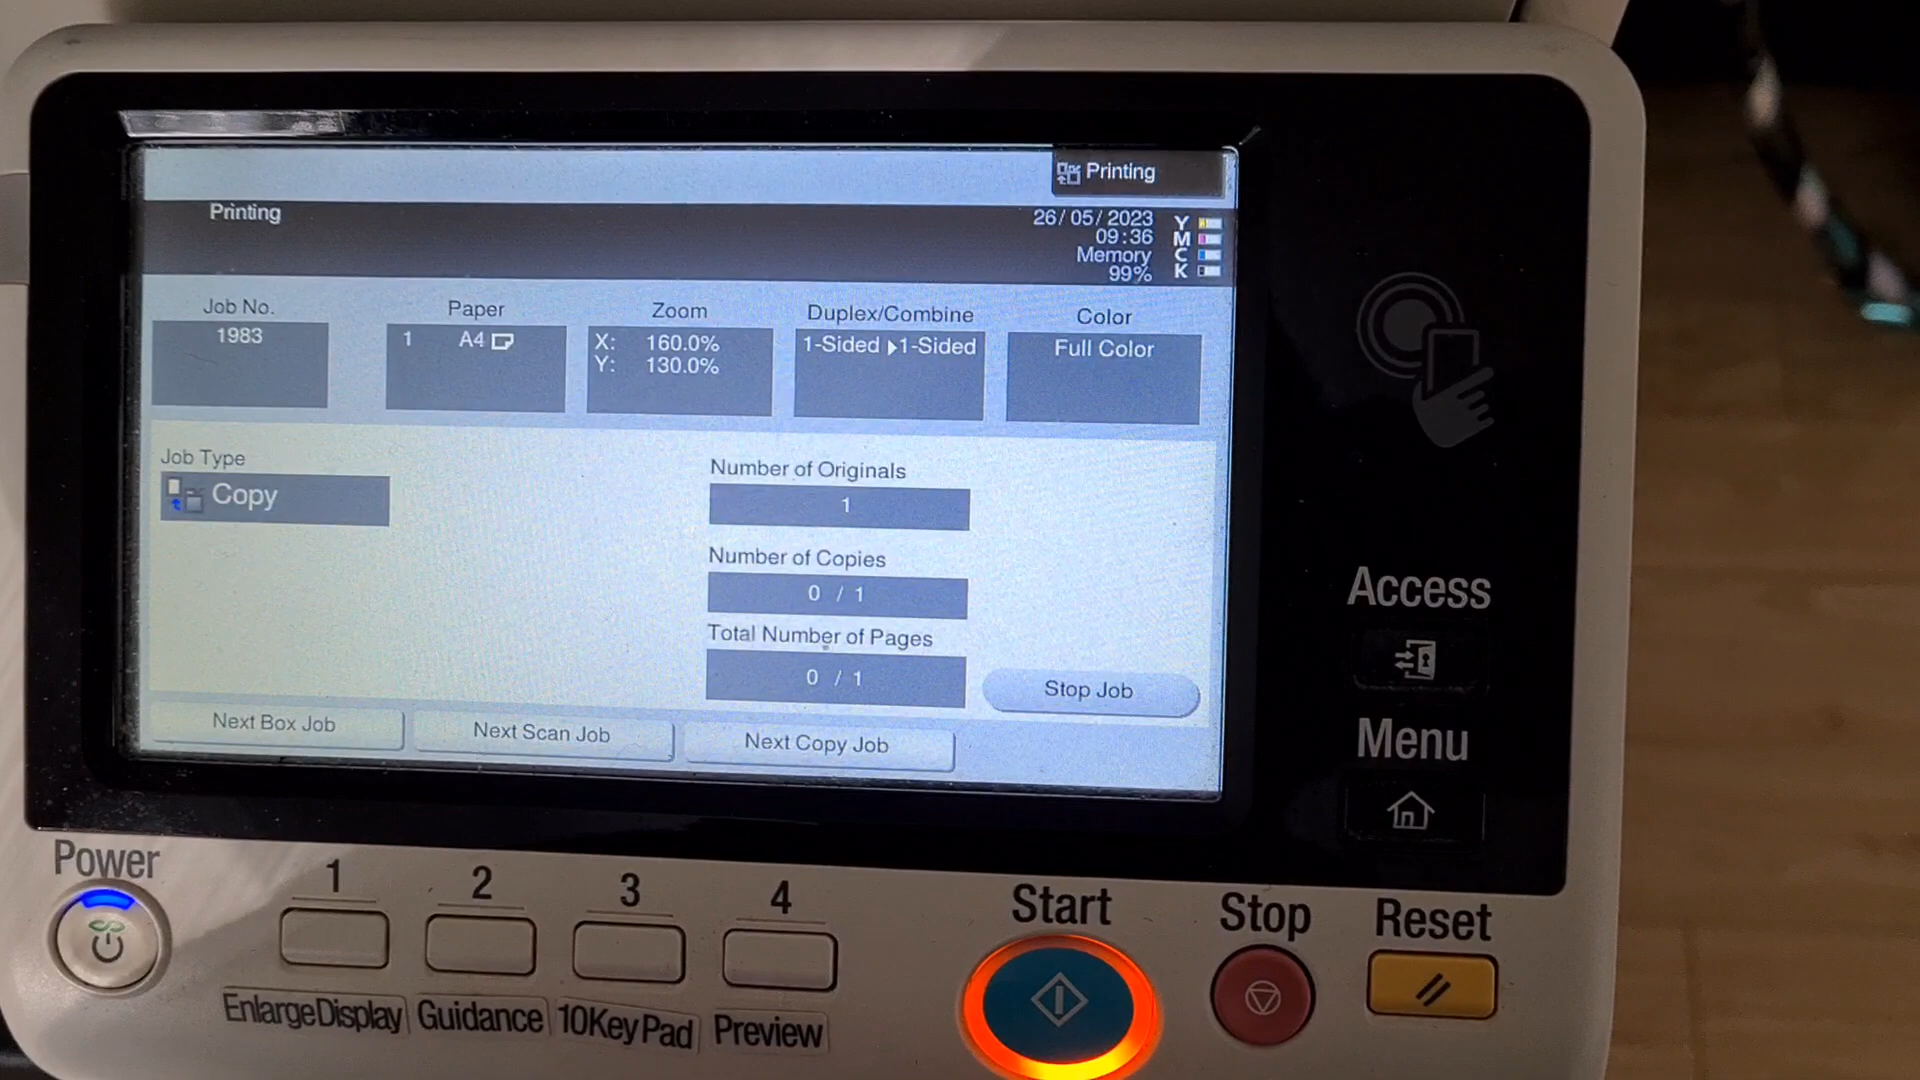 Printing
Printing
26/05/2023
09:36
Memory
99%
Y
M
C
K
Job No.
1983
Paper
1 A4
Zoom
X: 160.0%
Y: 130.0%
Duplex/Combine
1-Sided ▶1-Sided
Color
Full Color
Job Type
Copy
Number of Originals
1
Number of Copies
0 / 1
Total Number of Pages
0 / 1
Stop Job
Next Box Job
Next Scan Job
Next Copy Job
Access
Menu
Power
1
2
3
4
Start
Stop
Reset
Enlarge Display
Guidance
10Key Pad
Preview